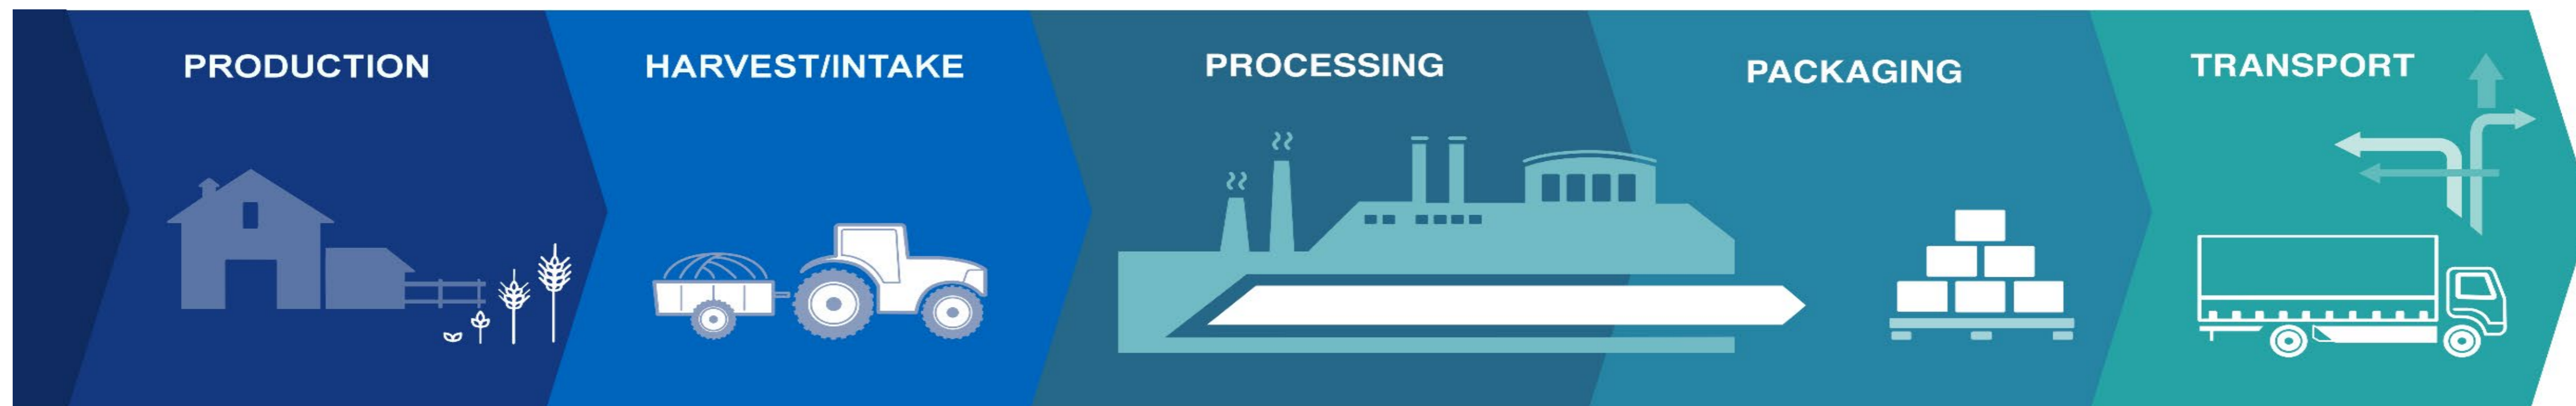 PRODUCTION
HARVEST/INTAKE
PROCESSING
PACKAGING
TRANSPORT